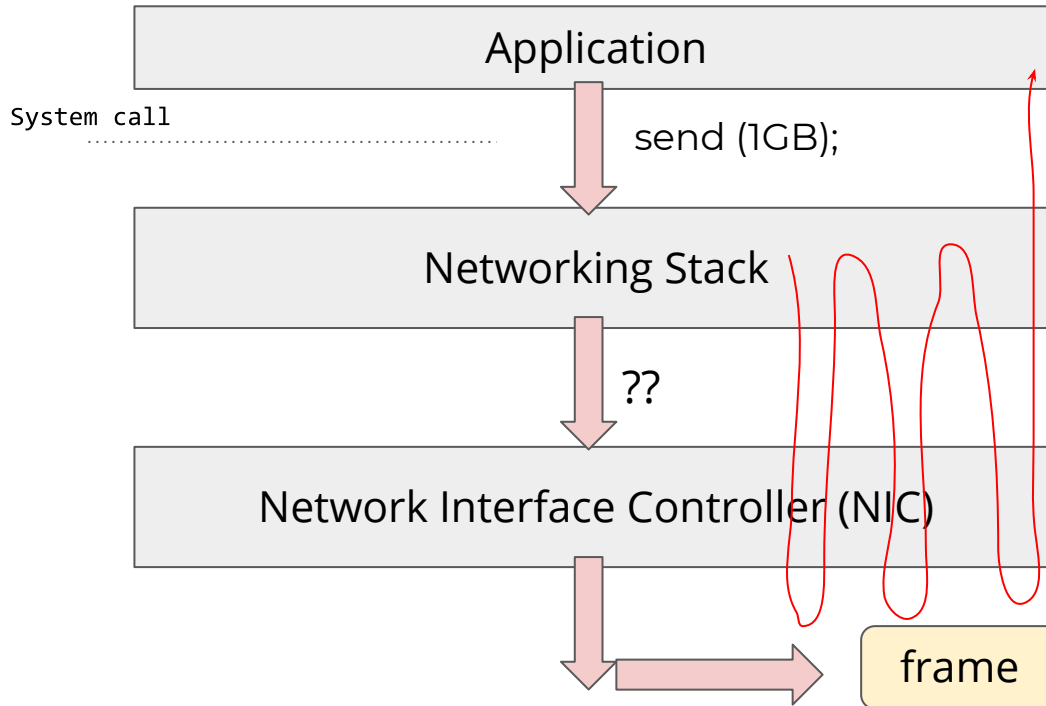 Application
System call
send (1GB);
Networking Stack
??
Network Interface Controller (NIC)
frame